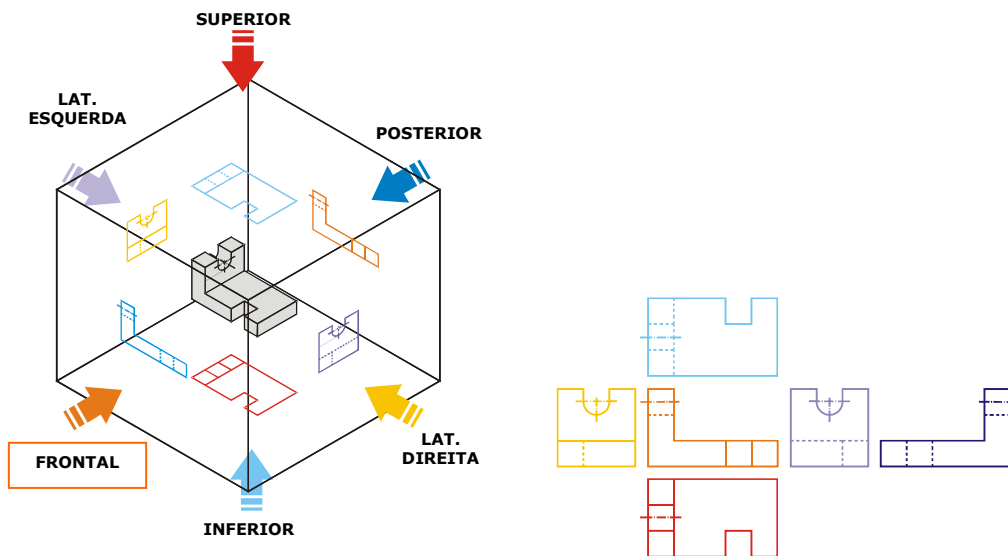 SUPERIOR
LAT.
ESQUERDA
POSTERIOR
FRONTAL
LAT.
DIREITA
INFERIOR